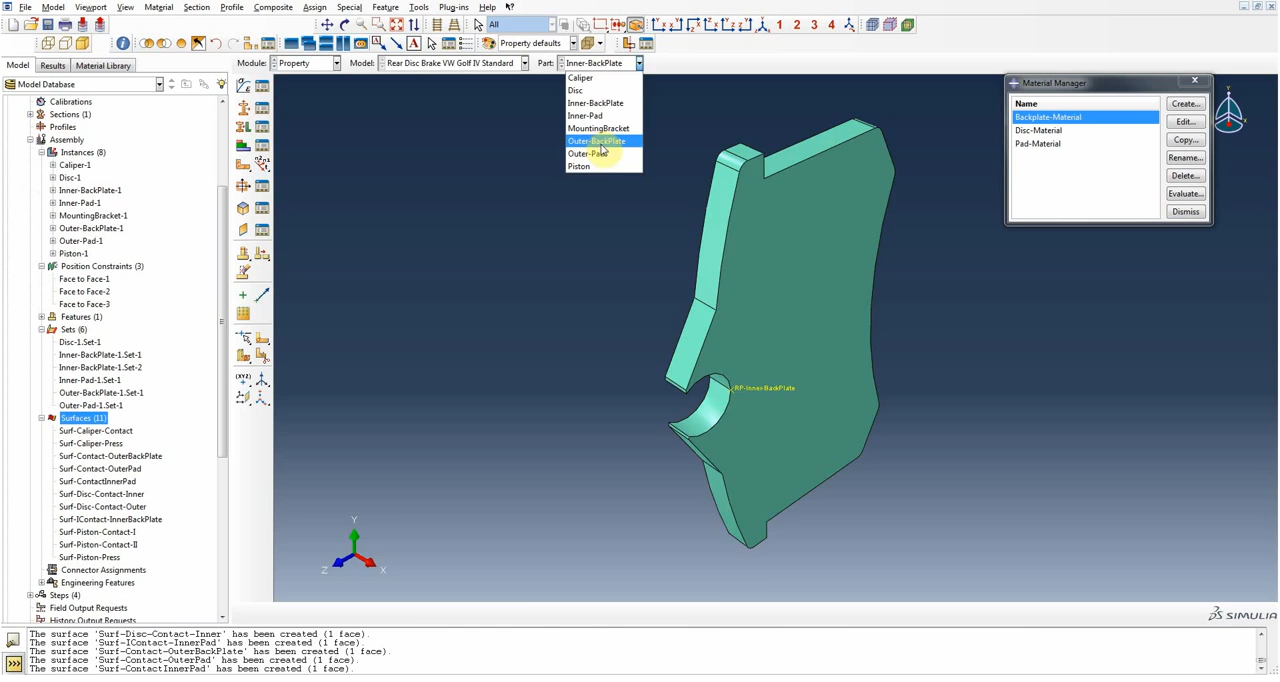 File Model Viewport View Material Section Profile Composite Assign Special Feature Tools Plug-ins Help
All
1 2 3 4
Property defaults
Model Results Material Library Module: Property Model: Rear Disc Brake VW Golf IV Standard Part: Inner-BackPlate
Model Database
Calibrations
Sections (1)
Profiles
Assembly
Instances (8)
Caliper-1
Disc-1
Inner-BackPlate-1
Inner-Pad-1
MountingBracket-1
Outer-BackPlate-1
Outer-Pad-1
Piston-1
Position Constraints (3)
Face to Face-1
Face to Face-2
Face to Face-3
Features (1)
Sets (6)
Disc-1.Set-1
Inner-BackPlate-1.Set-1
Inner-BackPlate-1.Set-2
Inner-Pad-1.Set-1
Outer-BackPlate-1.Set-1
Outer-Pad-1.Set-1
Surfaces (11)
Surf-Caliper-Contact
Surf-Caliper-Press
Surf-Contact-OuterBackPlate
Surf-Contact-OuterPad
Surf-ContactInnerPad
Surf-Disc-Contact-Inner
Surf-Disc-Contact-Outer
Surf-IContact-InnerBackPlate
Surf-Piston-Contact-I
Surf-Piston-Contact-II
Surf-Piston-Press
Connector Assignments
Engineering Features
Steps (4)
Field Output Requests
History Output Requests
Caliper
Disc
Inner-BackPlate
Inner-Pad
MountingBracket
Outer-BackPlate
Outer-Pad
Piston
Material Manager
Name
Backplate-Material
Disc-Material
Pad-Material
Create...
Edit...
Copy...
Rename...
Delete...
Evaluate...
Dismiss
RP-Inner-BackPlate
Y
Z
X
SIMULIA
The surface 'Surf-Disc-Contact-Inner' has been created (1 face).
The surface 'Surf-IContact-InnerPad' has been created (1 face).
The surface 'Surf-Contact-OuterBackPlate' has been created (1 face).
The surface 'Surf-Contact-OuterPad' has been created (1 face).
The surface 'Surf-ContactInnerPad' has been created (1 face).